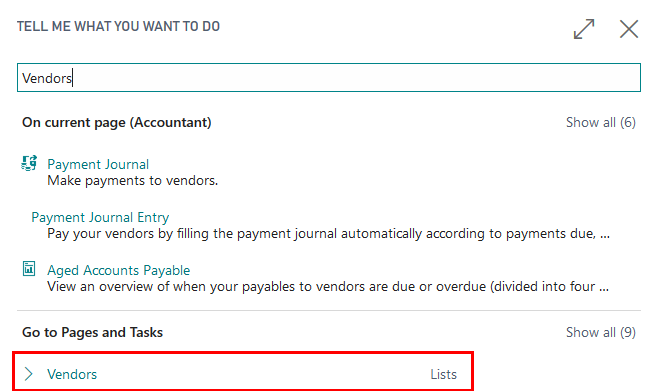 TELL ME WHAT YOU WANT TO DO
Vendors
On current page (Accountant) Show all (6)
Payment Journal
Make payments to vendors.
Payment Journal Entry
Pay your vendors by filling the payment journal automatically according to payments due, ...
Aged Accounts Payable
View an overview of when your payables to vendors are due or overdue (divided into four ...
Go to Pages and Tasks Show all (9)
Vendors Lists